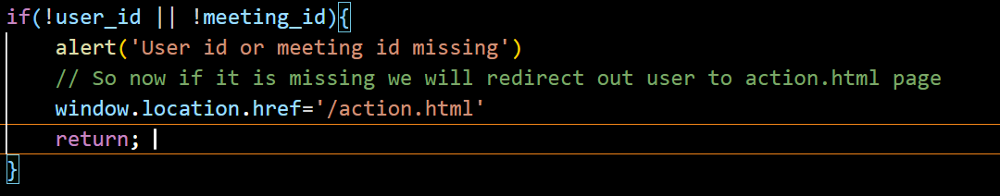 if(!user_id || !meeting_id){
    alert('User id or meeting id missing')
    // So now if it is missing we will redirect out user to action.html page
    window.location.href='/action.html'
    return;
}